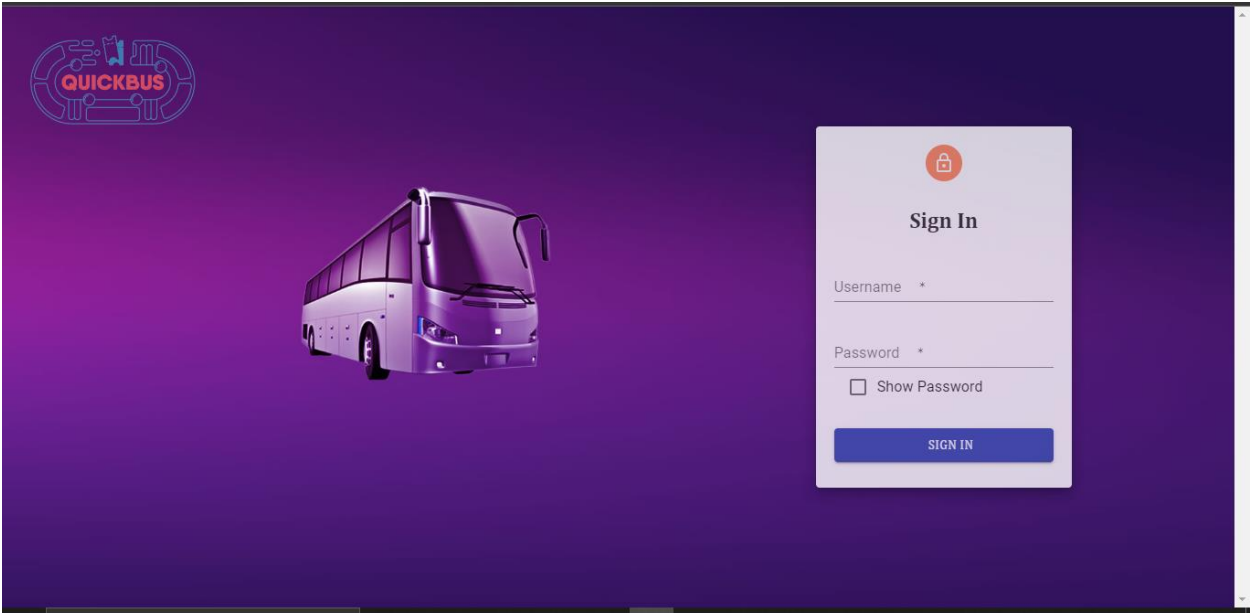 QUICKBUS
Sign In
Username *
Password *
Show Password
SIGN IN